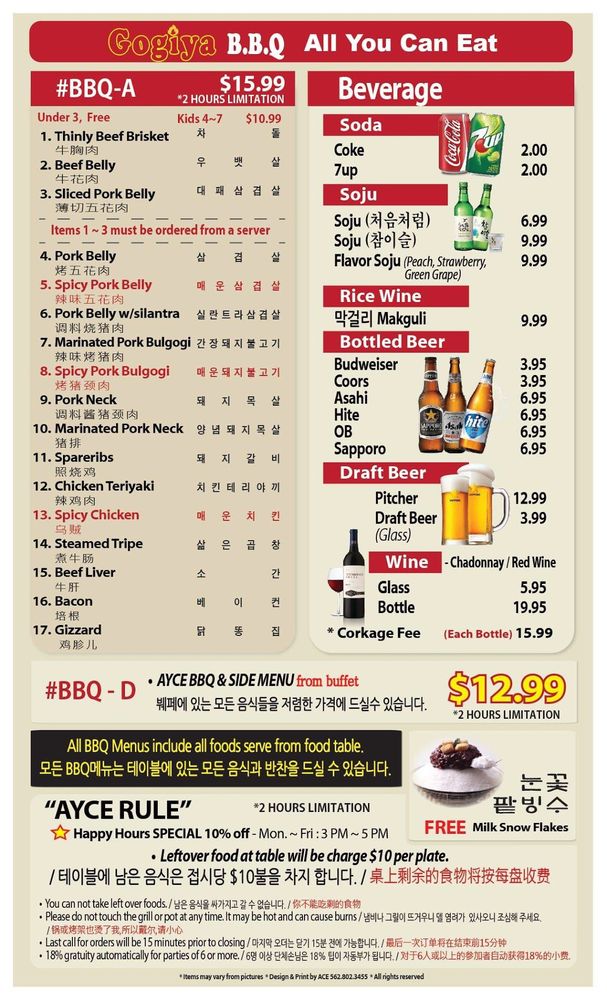 Gogiya B.B.Q All You Can Eat
#BBQ-A $15.99
*2 HOURS LIMITATION
Under 3, Free Kids 4~7 $10.99
1. Thinly Beef Brisket 차 돌
牛胸肉
2. Beef Belly 우 뱃 살
牛花肉
3. Sliced Pork Belly 대 패 삼 겹 살
薄切五花肉
Items 1 ~ 3 must be ordered from a server
4. Pork Belly 삼 겹 살
烤五花肉
5. Spicy Pork Belly 매 운 삼 겹 살
辣味五花肉
6. Pork Belly w/silantra 실란트라삼겹살
调料烧猪肉
7. Marinated Pork Bulgogi 간장돼지불고기
辣味烤猪肉
8. Spicy Pork Bulgogi 매운돼지불고기
烤猪颈肉
9. Pork Neck 돼 지 목 살
调料酱猪颈肉
10. Marinated Pork Neck 양념돼지목살
猪排
11. Spareribs 돼 지 갈 비
照烧鸡
12. Chicken Teriyaki 치킨테리야끼
辣鸡肉
13. Spicy Chicken 매 운 치 킨
乌贼
14. Steamed Tripe 삶 은 곱 창
煮牛肠
15. Beef Liver 소 간
牛肝
16. Bacon 베 이 컨
培根
17. Gizzard 닭 똥 집
鸡胗儿
Beverage
Soda
Coke 2.00
7up 2.00
Coca-Cola
7up
Soju
Soju (처음처럼) 6.99
Soju (참이슬) 9.99
Flavor Soju (Peach, Strawberry, 9.99
Green Grape)
Rice Wine
막걸리 Makguli 9.99
Bottled Beer
Budweiser 3.95
Coors 3.95
Asahi 6.95
Hite 6.95
OB 6.95
Sapporo 6.95
SAPPORO
Asahi
hite
Draft Beer
Pitcher 12.99
Draft Beer 3.99
(Glass)
Wine - Chadonnay / Red Wine
Glass 5.95
Bottle 19.95
* Corkage Fee (Each Bottle) 15.99
#BBQ - D • AYCE BBQ & SIDE MENU from buffet $12.99
붸페에 있는 모든 음식들을 저렴한 가격에 드실수 있습니다. *2 HOURS LIMITATION
All BBQ Menus include all foods serve from food table.
모든 BBQ메뉴는 테이블에 있는 모든 음식과 반찬을 드실 수 있습니다.
눈꽃
팥빙수
FREE Milk Snow Flakes
“AYCE RULE” *2 HOURS LIMITATION
Happy Hours SPECIAL 10% off - Mon. ~ Fri : 3 PM ~ 5 PM
• Leftover food at table will be charge $10 per plate.
/ 테이블에 남은 음식은 접시당 $10불을 차지 합니다. / 桌上剩余的食物将按每盘收费
• You can not take left over foods. / 남은 음식을 싸가지고 갈 수 없습니다. / 你不能吃剩的食物
• Please do not touch the grill or pot at any time. It may be hot and can cause burns / 냄비나 그릴이 뜨거우니 델 염려가 있사오니 조심해 주세요.
/ 锅或烤架也烫了我,所以戴尔,请小心
• Last call for orders will be 15 minutes prior to closing / 마지막 오더는 닫기 15분 전에 가능합니다. / 最后一次订单将在结束前15分钟
• 18% gratuity automatically for parties of 6 or more. / 6명 이상 단체손님은 18% 팁이 자동부가 됩니다. / 对于6人或以上的参加者自动获得18%的小费.
*Items may vary from pictures * Design & Print by ACE 562.802.3455 * All rights reserved